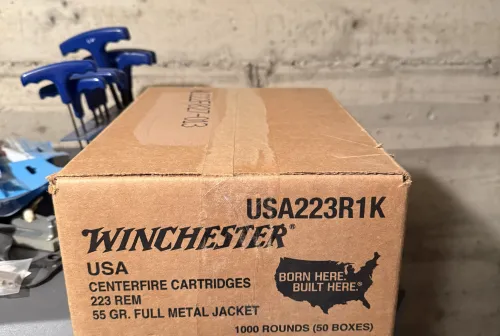 USA223R1K
WINCHESTER®
USA
CENTERFIRE CARTRIDGES
223 REM
55 GR. FULL METAL JACKET
BORN HERE.
BUILT HERE.®
1000 ROUNDS (50 BOXES)